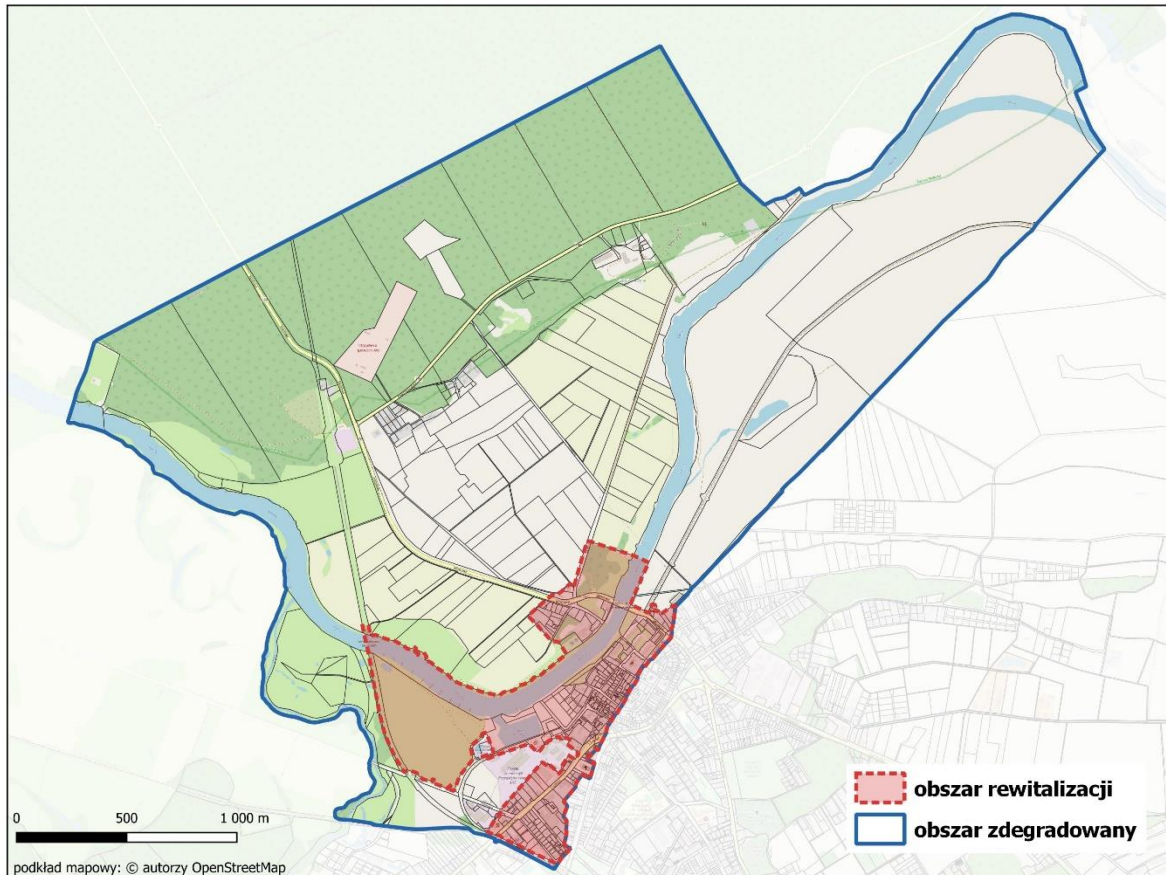 obszar rewitalizacji
obszar zdegradowany
0 500 1 000 m
podkład mapowy: © autorzy OpenStreetMap